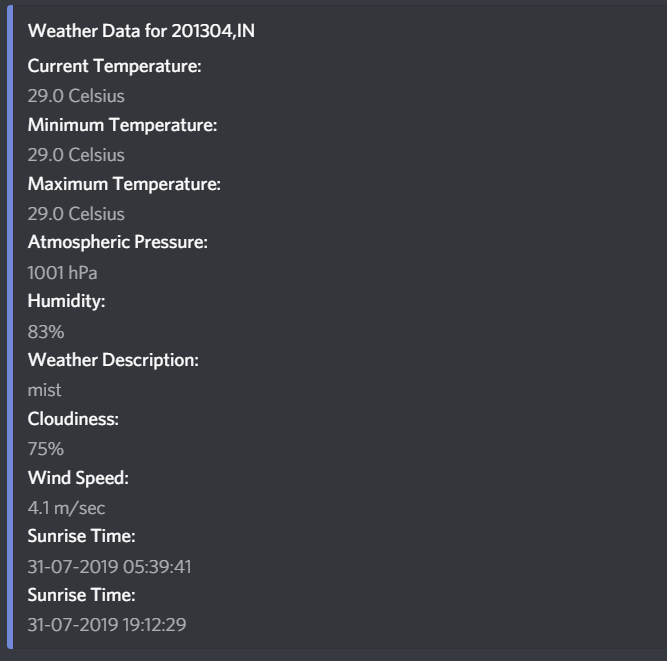 Weather Data for 201304,IN
Current Temperature:
29.0 Celsius
Minimum Temperature:
29.0 Celsius
Maximum Temperature:
29.0 Celsius
Atmospheric Pressure:
1001 hPa
Humidity:
83%
Weather Description:
mist
Cloudiness:
75%
Wind Speed:
4.1 m/sec
Sunrise Time:
31-07-2019 05:39:41
Sunrise Time:
31-07-2019 19:12:29